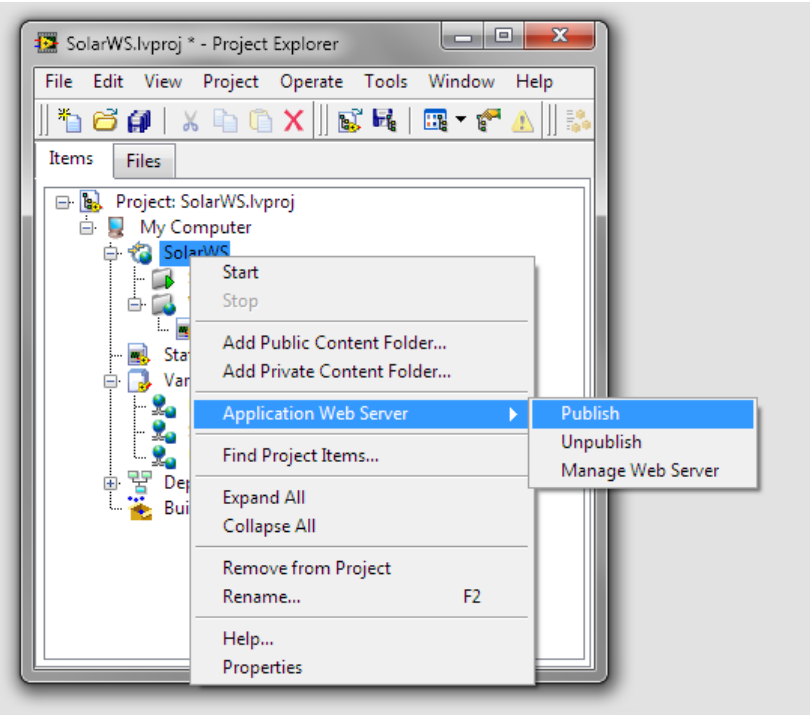 SolarWS.lvproj * - Project Explorer
File Edit View Project Operate Tools Window Help
Items Files
Project: SolarWS.lvproj
My Computer
SolarWS
Start
Stop
Add Public Content Folder...
Add Private Content Folder...
Application Web Server
Publish
Unpublish
Manage Web Server
Find Project Items...
Expand All
Collapse All
Remove from Project
Rename... F2
Help...
Properties